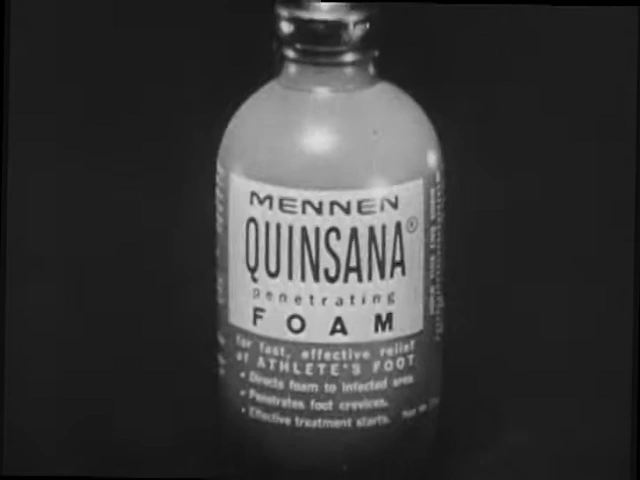 MENNEN
QUINSANA®
penetrating
FOAM
for fast, effective relief
of ATHLETE'S FOOT
• Directs foam to infected area
• Penetrates foot crevices.
• Effective treatment starts.